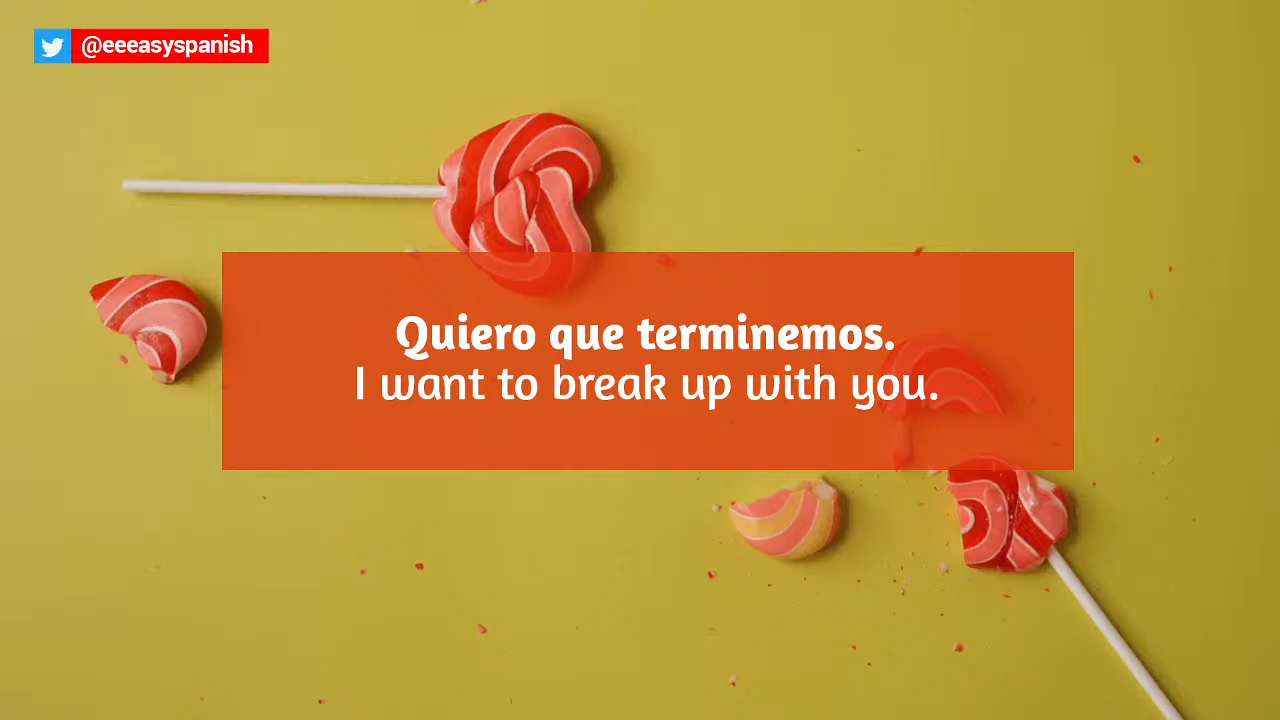 @eeeasyspanish
Quiero que terminemos.
I want to break up with you.